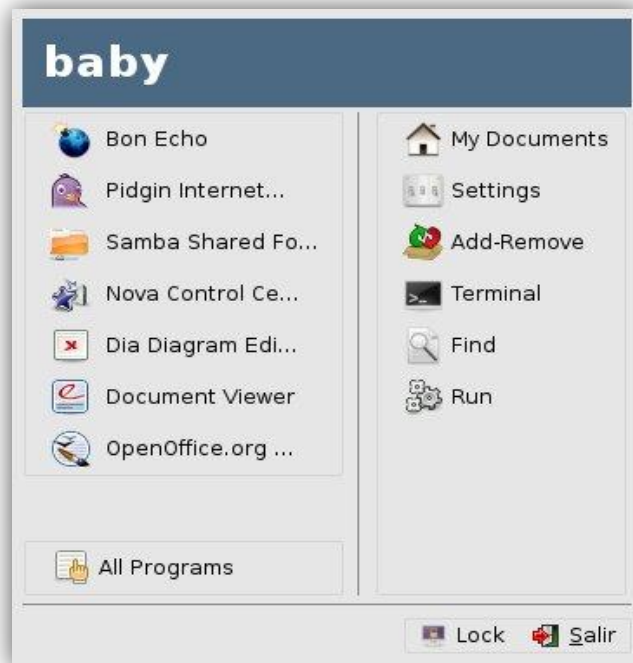 baby
Bon Echo
Pidgin Internet...
Samba Shared Fo...
Nova Control Ce...
Dia Diagram Edi...
Document Viewer
OpenOffice.org ...
All Programs
My Documents
Settings
Add-Remove
Terminal
Find
Run
Lock
Salir